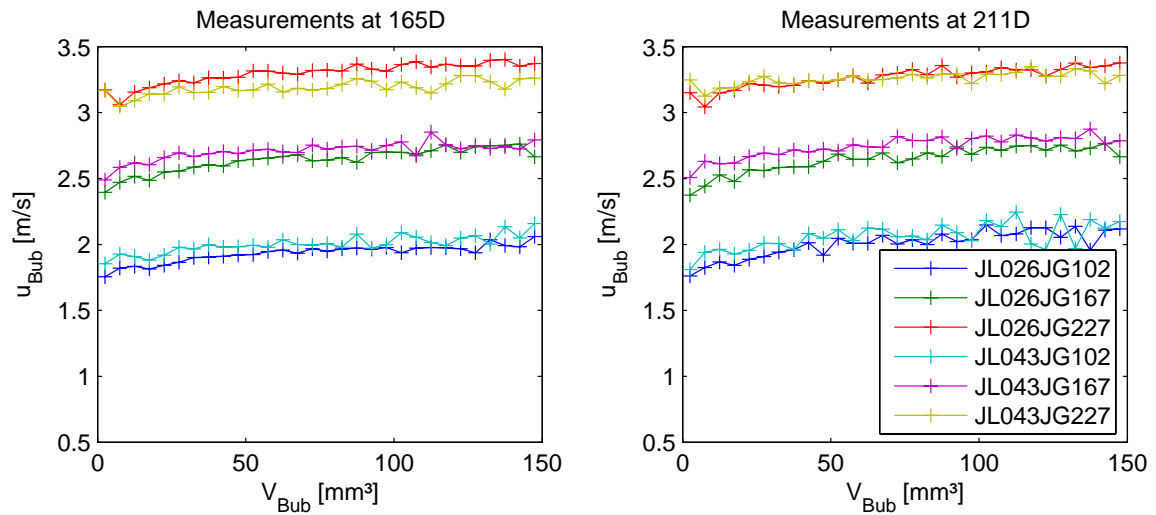 Measurements at 165D
3.5
3
2.5
2
1.5
1
0.5
0
50
100
150
u_Bub [m/s]
V_Bub [mm³]
Measurements at 211D
3.5
3
2.5
2
1.5
1
0.5
0
50
100
150
u_Bub [m/s]
V_Bub [mm³]
JL026JG102
JL026JG167
JL026JG227
JL043JG102
JL043JG167
JL043JG227